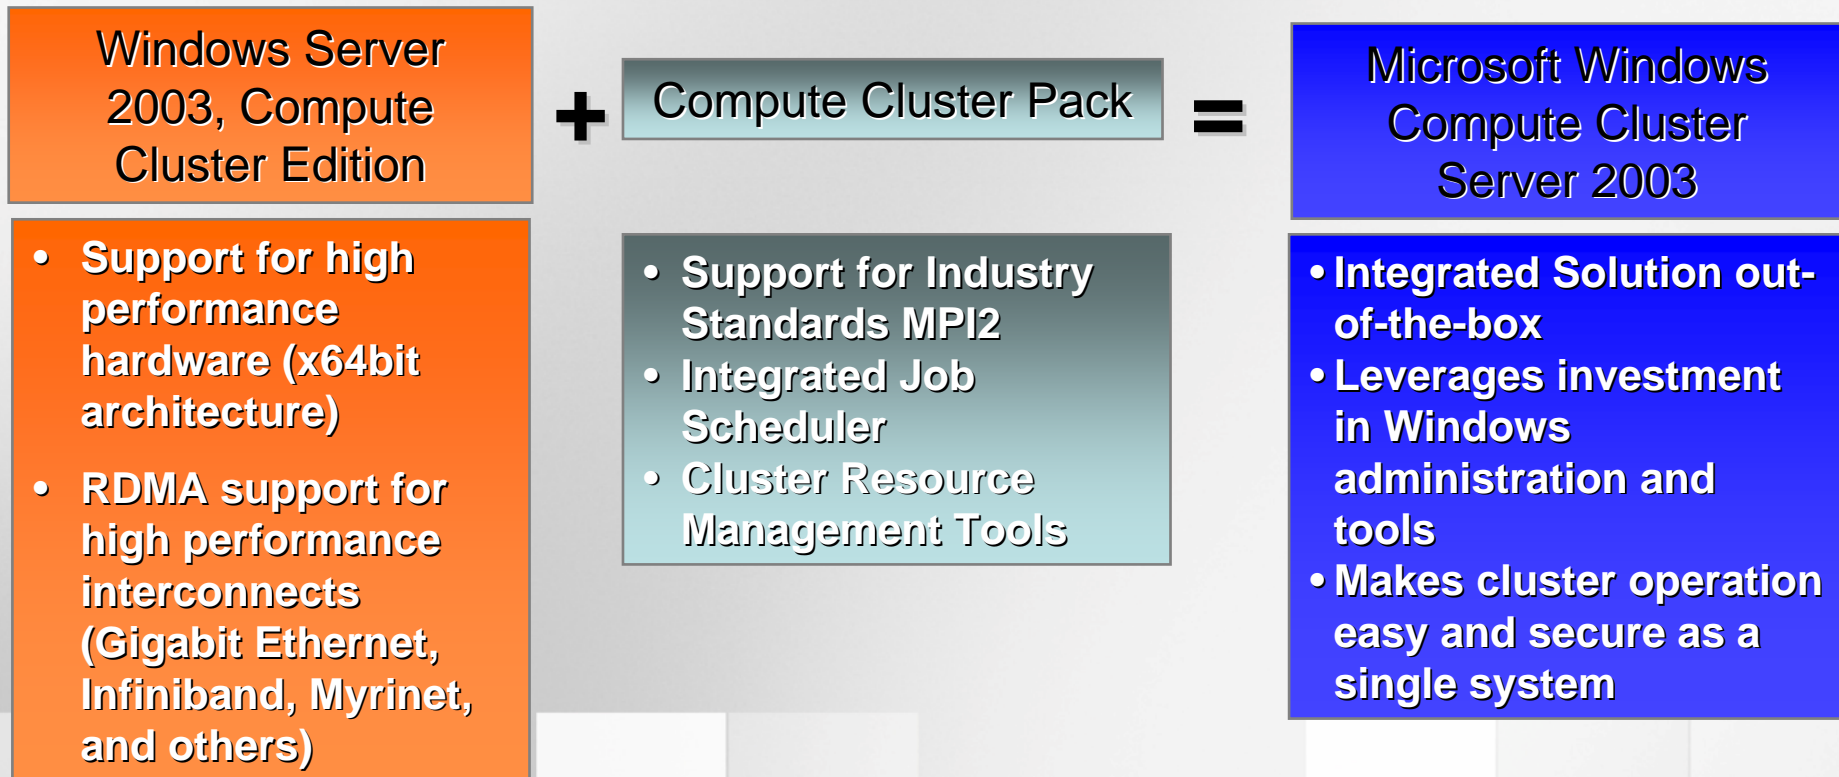 Windows Server
2003, Compute
Cluster Edition
+
Compute Cluster Pack
=
Microsoft Windows
Compute Cluster
Server 2003
• Support for high
performance
hardware (x64bit
architecture)
• RDMA support for
high performance
interconnects
(Gigabit Ethernet,
Infiniband, Myrinet,
and others)
• Support for Industry
Standards MPI2
• Integrated Job
Scheduler
• Cluster Resource
Management Tools
• Integrated Solution out-
of-the-box
• Leverages investment
in Windows
administration and
tools
• Makes cluster operation
easy and secure as a
single system